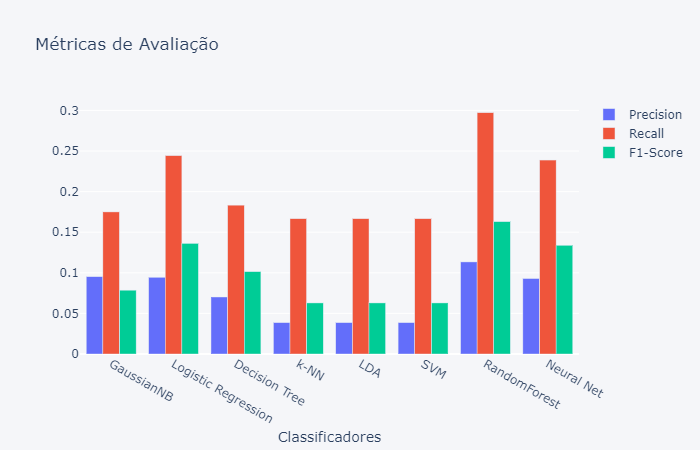 Métricas de Avaliação
0.3
0.25
0.2
0.15
0.1
0.05
0
Precision
Recall
F1-Score
GaussianNB
Logistic Regression
Decision Tree
k-NN
LDA
SVM
RandomForest
Neural Net
Classificadores